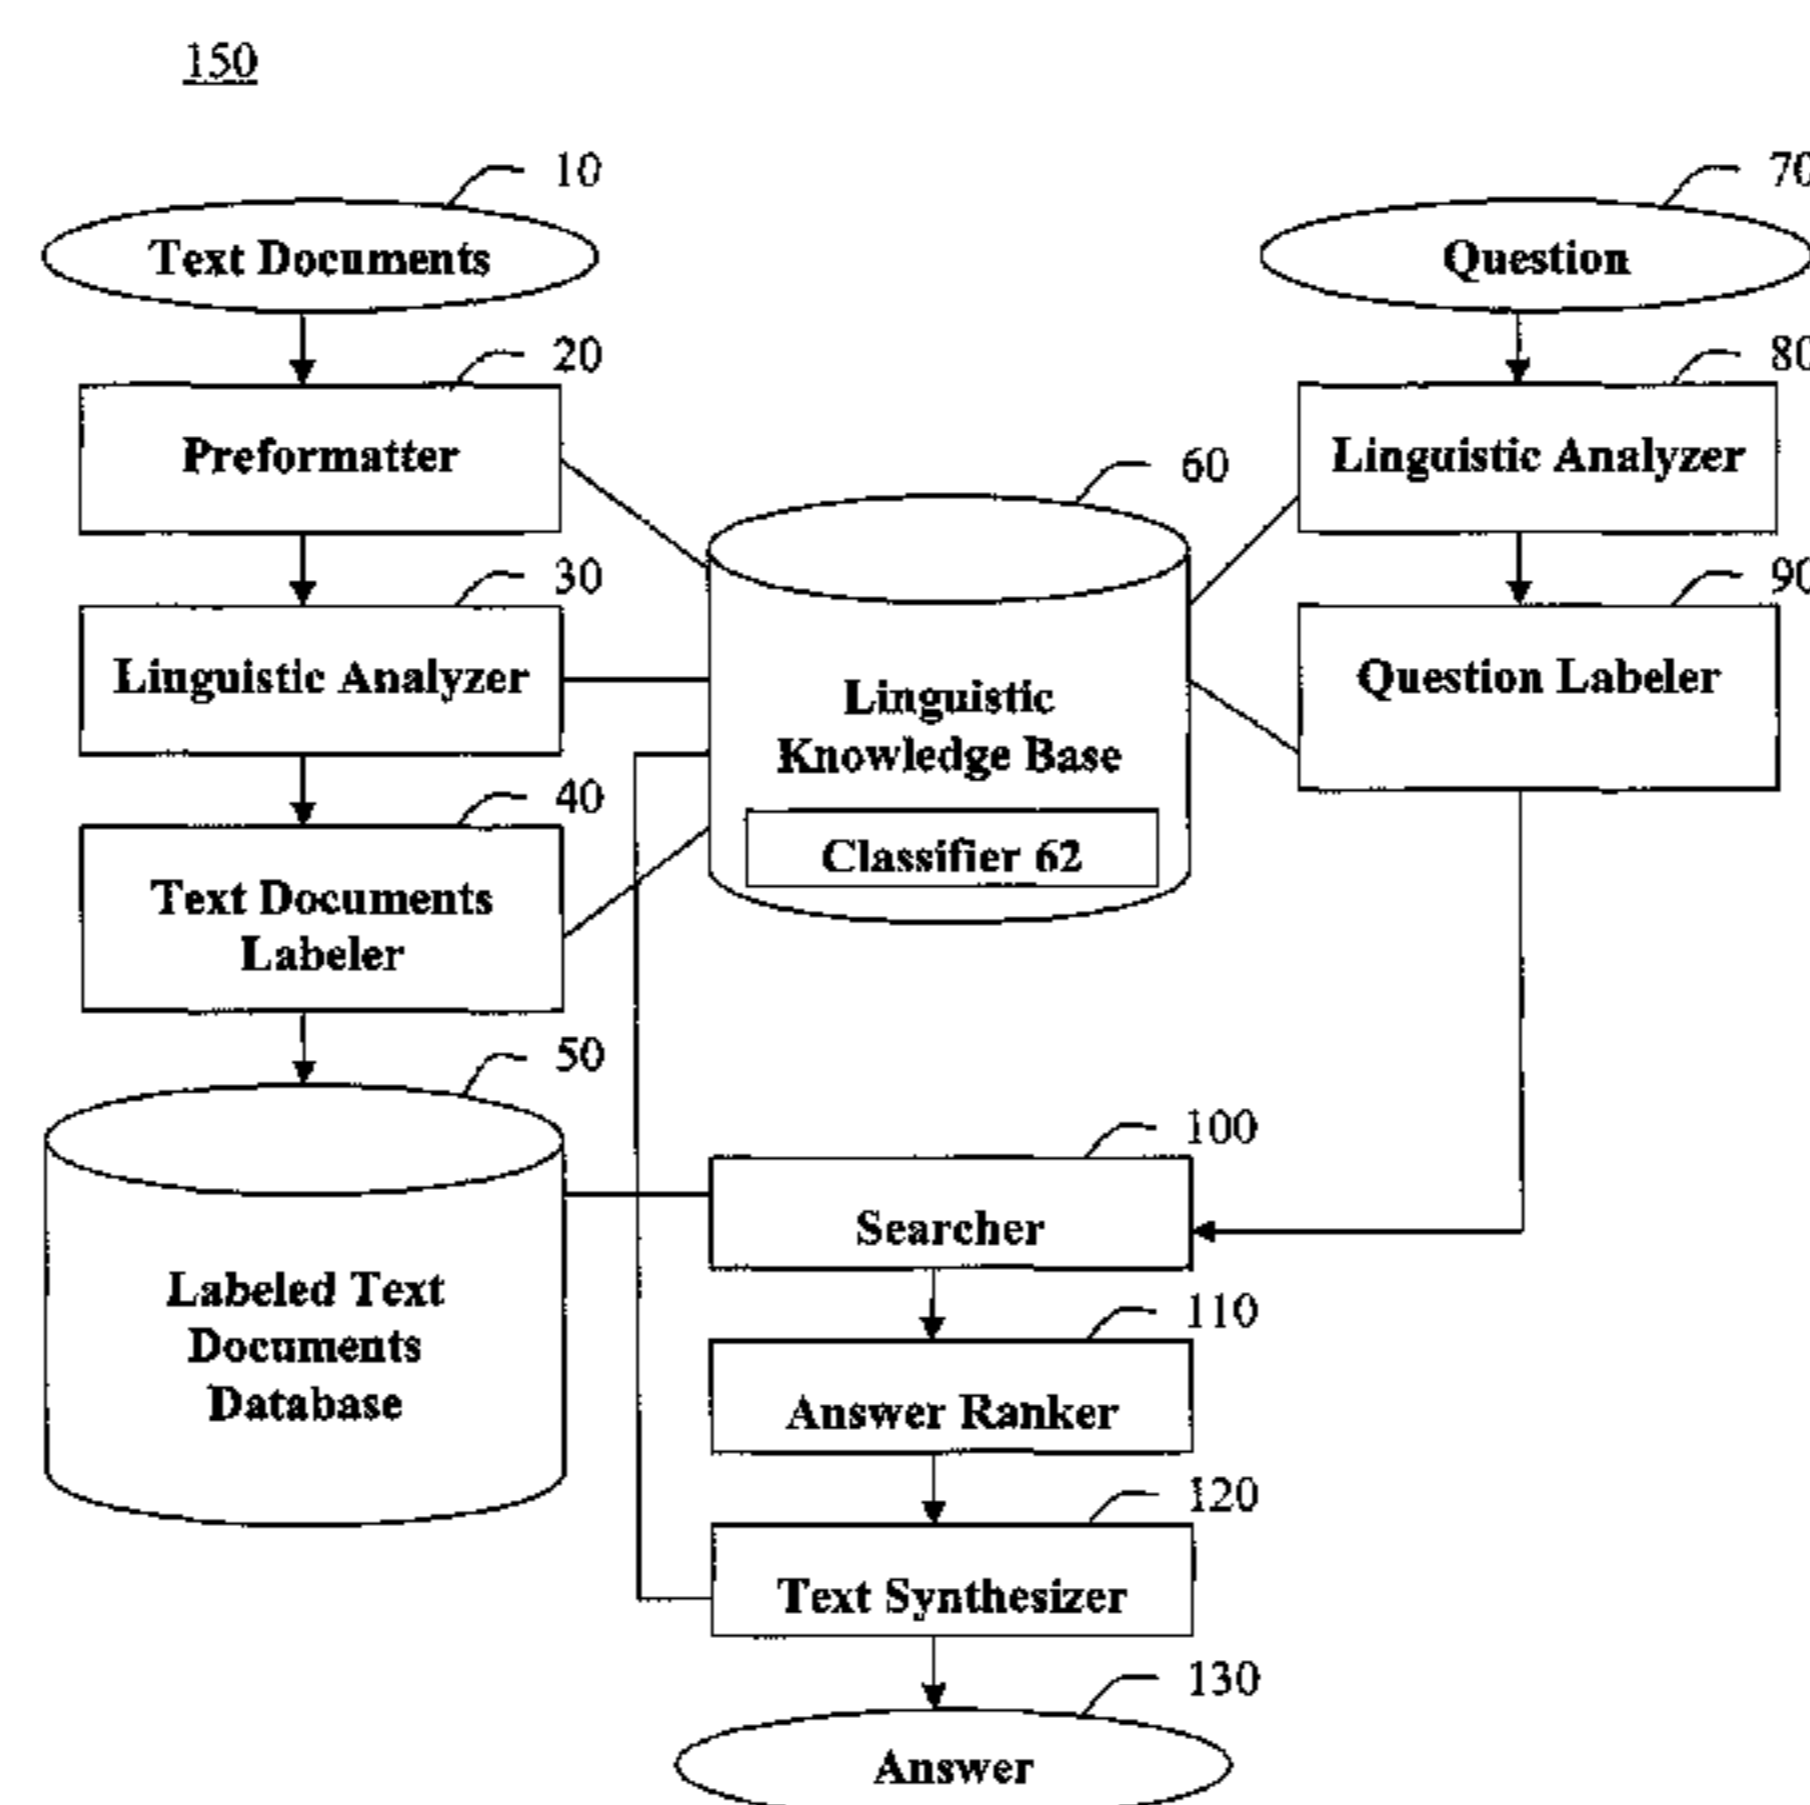 150
10
Text Documents
20
Preformatter
30
Linguistic Analyzer
40
Text Documents
Labeler
50
Labeled Text
Documents
Database
60
Linguistic
Knowledge Base
Classifier 62
70
Question
80
Linguistic Analyzer
90
Question Labeler
100
Searcher
110
Answer Ranker
120
Text Synthesizer
130
Answer